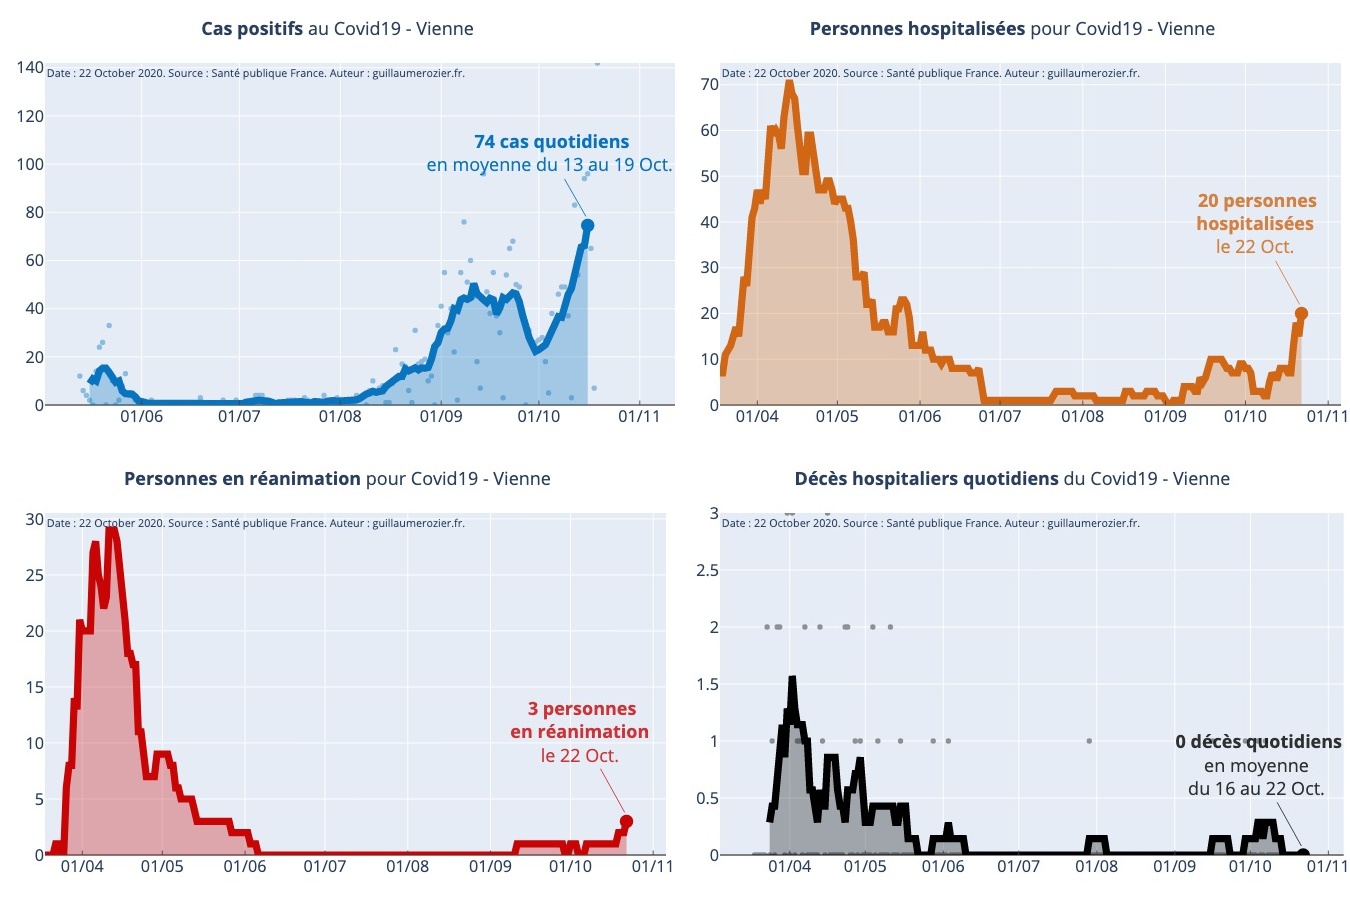 Cas positifs au Covid19 - Vienne
Date : 22 October 2020. Source : Santé publique France. Auteur : guillaumerozier.fr.
140
120
100
80
60
40
20
0
74 cas quotidiens
en moyenne du 13 au 19 Oct.
01/06 01/07 01/08 01/09 01/10 01/11
Personnes hospitalisées pour Covid19 - Vienne
Date : 22 October 2020. Source : Santé publique France. Auteur : guillaumerozier.fr.
70
60
50
40
30
20
10
0
20 personnes
hospitalisées
le 22 Oct.
01/04 01/05 01/06 01/07 01/08 01/09 01/10 01/11
Personnes en réanimation pour Covid19 - Vienne
Date : 22 October 2020. Source : Santé publique France. Auteur : guillaumerozier.fr.
30
25
20
15
10
5
0
3 personnes
en réanimation
le 22 Oct.
01/04 01/05 01/06 01/07 01/08 01/09 01/10 01/11
Décès hospitaliers quotidiens du Covid19 - Vienne
Date : 22 October 2020. Source : Santé publique France. Auteur : guillaumerozier.fr.
3
2.5
2
1.5
1
0.5
0
0 décès quotidiens
en moyenne
du 16 au 22 Oct.
01/04 01/05 01/06 01/07 01/08 01/09 01/10 01/11